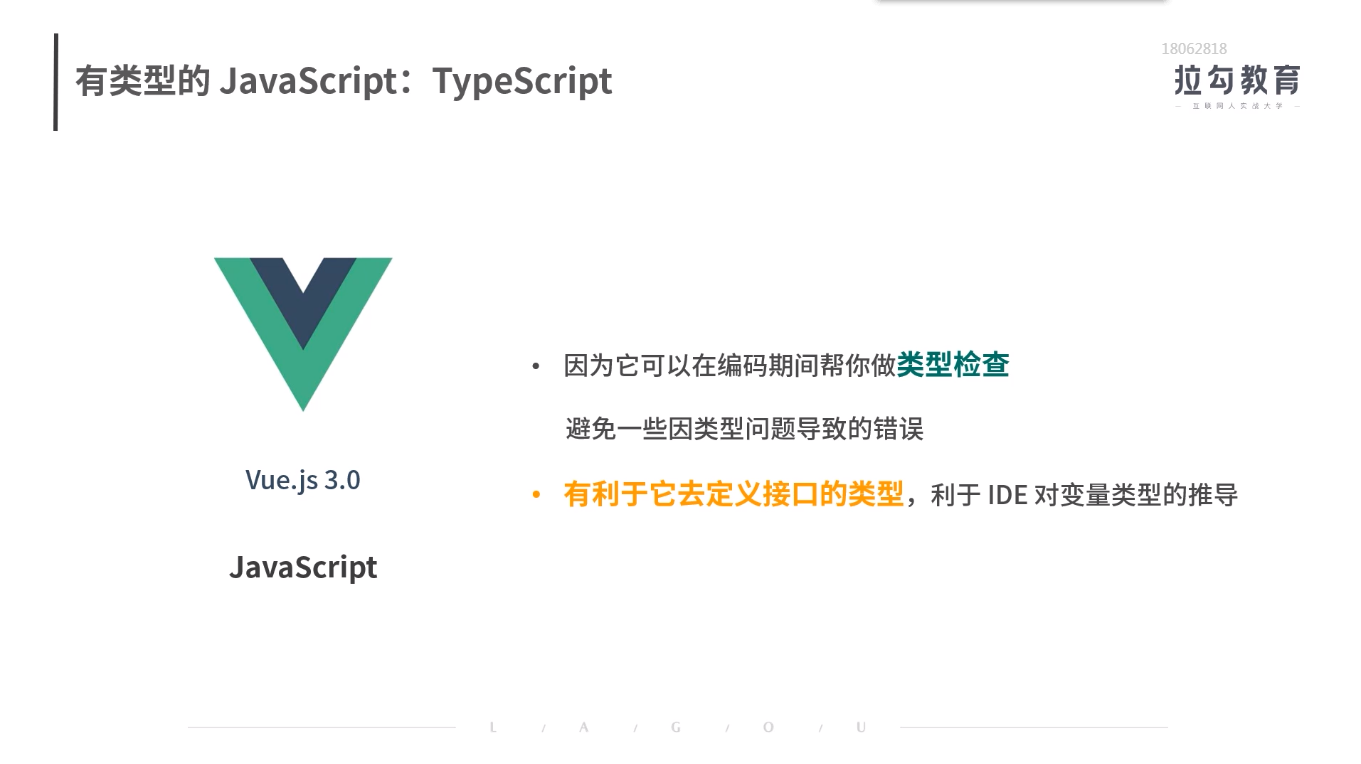 有类型的 JavaScript：TypeScript
18062818
拉勾教育
— 互联网人实战大学 —
Vue.js 3.0
JavaScript
• 因为它可以在编码期间帮你做类型检查
避免一些因类型问题导致的错误
• 有利于它去定义接口的类型，利于 IDE 对变量类型的推导
L / A / G / O / U